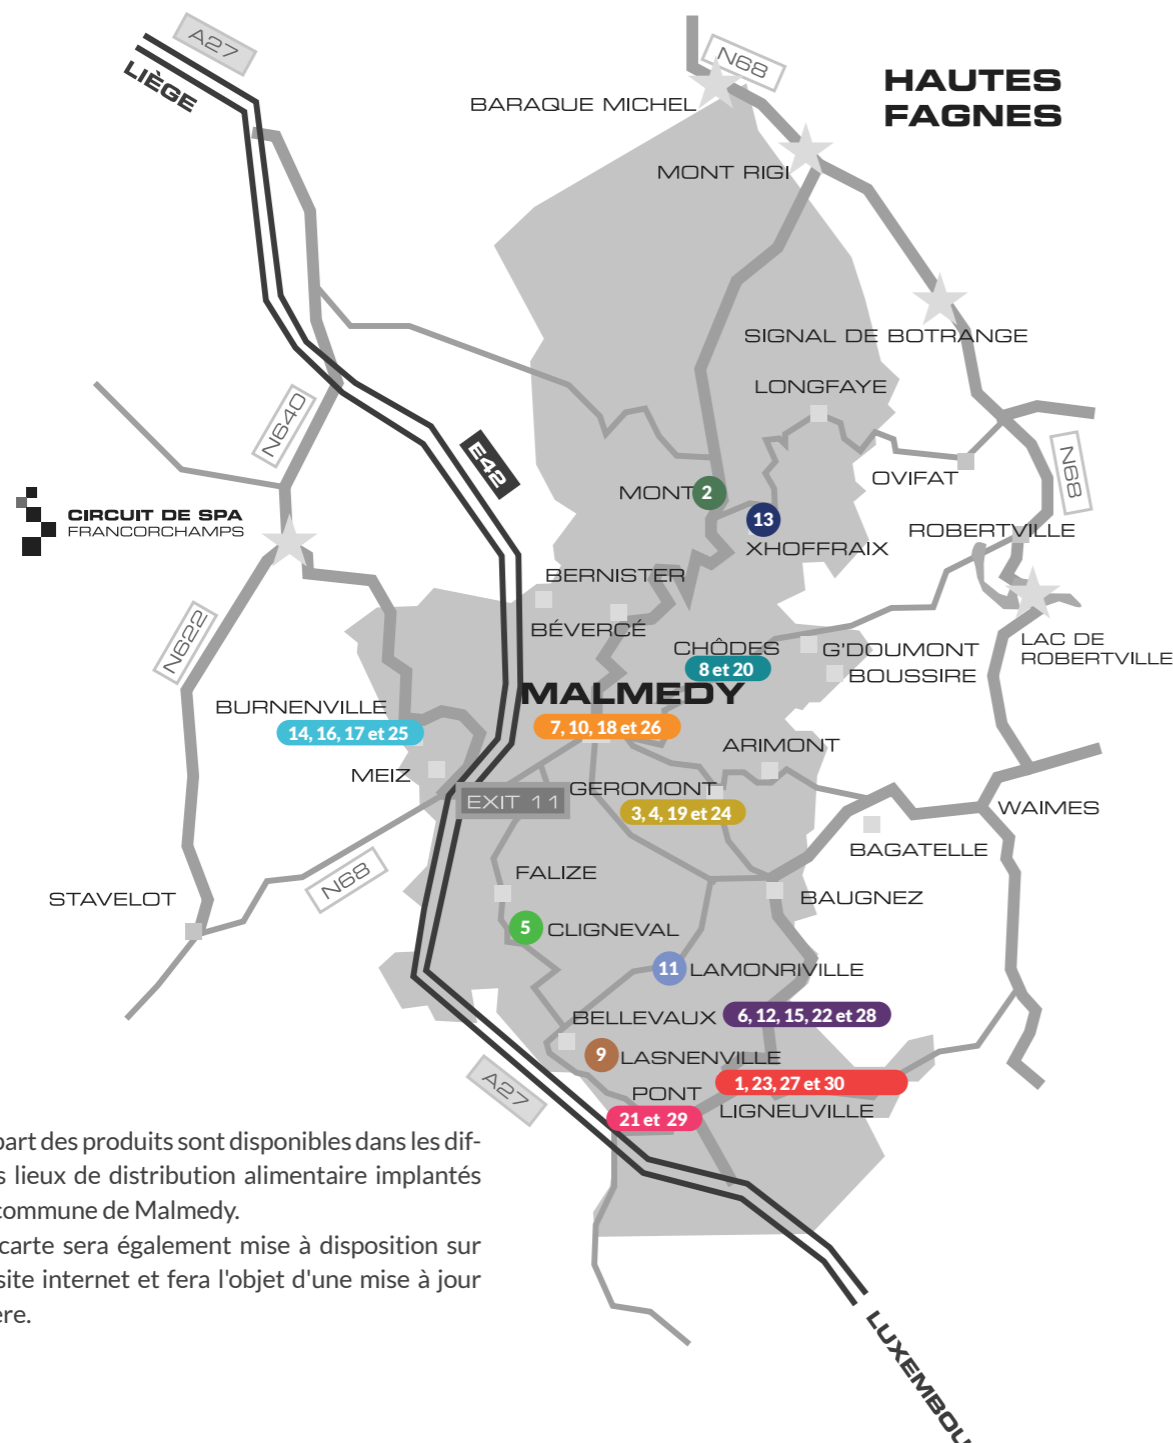 A27
LIÈGE
N68
HAUTES
FAGNES
BARAQUE MICHEL
MONT RIGI
SIGNAL DE BOTRANGE
LONGFAYE
N640
E42
OVIFAT
N68
MONT 2
13
XHOFFRAIX
CIRCUIT DE SPA
FRANCORCHAMPS
ROBERTVILLE
BERNISTER
BÉVERCÉ
N622
CHÔDES
8 et 20
G'DOUMONT
BOUSSIRE
LAC DE
ROBERTVILLE
MALMEDY
7, 10, 18 et 26
BURNENVILLE
14, 16, 17 et 25
ARIMONT
MEIZ
GEROMONT
3, 4, 19 et 24
EXIT 11
WAIMES
BAGATELLE
N68
FALIZE
STAVELOT
BAUGNEZ
5 CLIGNEVAL
11 LAMONRIVILLE
BELLEVAUX 6, 12, 15, 22 et 28
9 LASNENVILLE
A27
1, 23, 27 et 30
LIGNEUVILLE
PONT
21 et 29
part des produits sont disponibles dans les dif-
s lieux de distribution alimentaire implantés
commune de Malmedy.
carte sera également mise à disposition sur
site internet et fera l'objet d'une mise à jour
ère.
LUXEMBOU